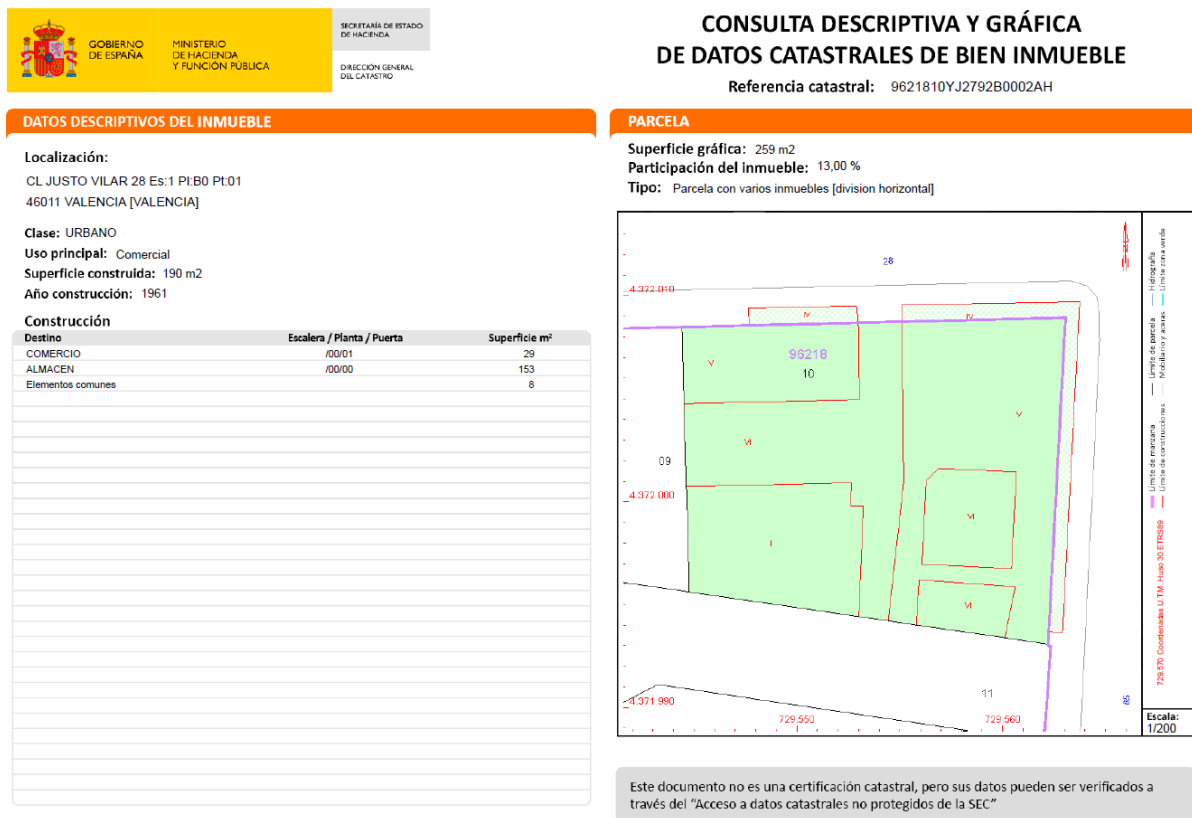 GOBIERNO
DE ESPAÑA
MINISTERIO
DE HACIENDA
Y FUNCIÓN PÚBLICA
SECRETARÍA DE ESTADO
DE HACIENDA
DIRECCIÓN GENERAL
DEL CATASTRO
CONSULTA DESCRIPTIVA Y GRÁFICA
DE DATOS CATASTRALES DE BIEN INMUEBLE
Referencia catastral: 9621810YJ2792B0002AH
DATOS DESCRIPTIVOS DEL INMUEBLE
Localización:
CL JUSTO VILAR 28 Es:1 Pl:B0 Pt:01
46011 VALENCIA [VALENCIA]
Clase: URBANO
Uso principal: Comercial
Superficie construida: 190 m2
Año construcción: 1961
Construcción
Destino Escalera / Planta / Puerta Superficie m²
COMERCIO /00/01 29
ALMACEN /00/00 153
Elementos comunes 8
PARCELA
Superficie gráfica: 259 m2
Participación del inmueble: 13,00 %
Tipo: Parcela con varios inmuebles [division horizontal]
28
4.372.010
IV
IV
96218
10
V
V
VI
09
4.372.000
VI
I
VI
11
4.371.990
729.550
729.560
85
Límite de manzana
Límite de parcela
Hidrografía
Límite de construcciones
Mobiliario y aceras
Límite zona verde
729.570 Coordenadas U.T.M. Huso 30 ETRS89
Escala:
1/200
Este documento no es una certificación catastral, pero sus datos pueden ser verificados a
través del “Acceso a datos catastrales no protegidos de la SEC”